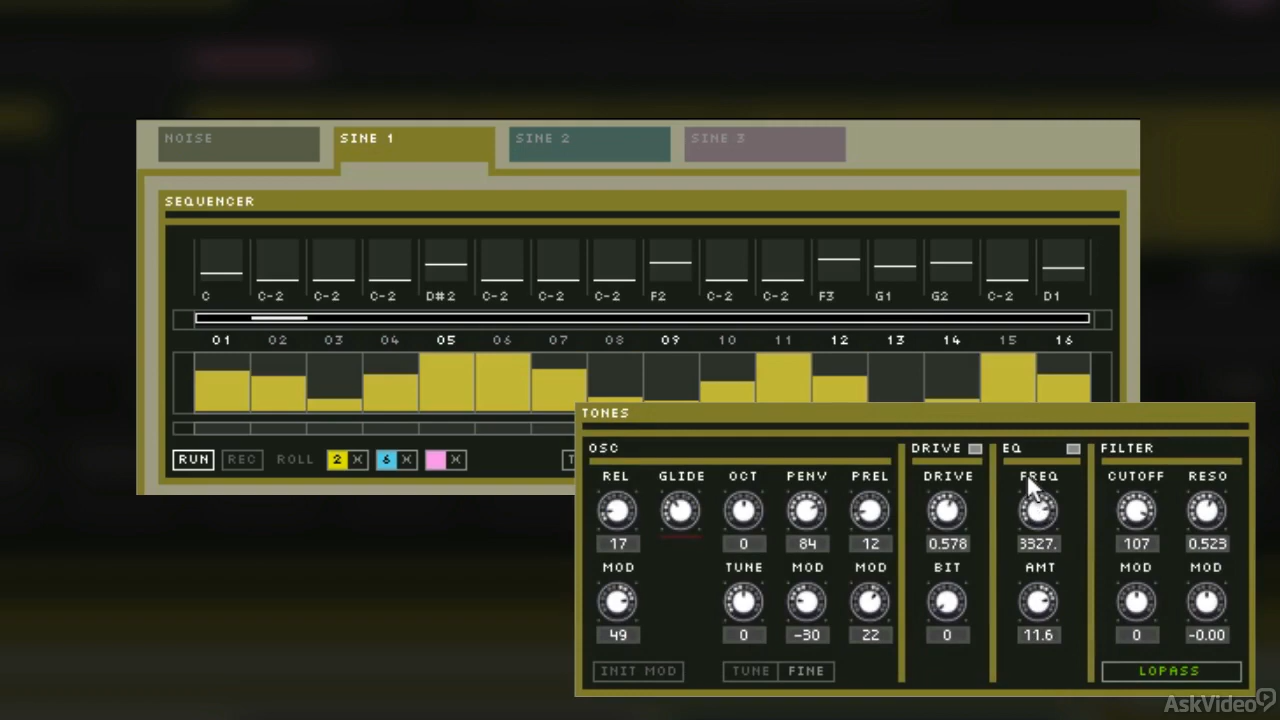 NOISE SINE 1 SINE 2 SINE 3
SEQUENCER
C C-2 C-2 C-2 D#2 C-2 C-2 C-2 F2 C-2 C-2 F3 G1 G2 C-2 D1
01 02 03 04 05 06 07 08 09 10 11 12 13 14 15 16
RUN REC ROLL 2 X 6 X X T
TONES
OSC DRIVE EQ FILTER
REL GLIDE OCT PENV PREL DRIVE FREQ CUTOFF RESO
17 0 84 12 0.578 3327. 107 0.523
MOD TUNE MOD MOD BIT AMT MOD MOD
49 0 -30 22 0 11.6 0 -0.00
INIT MOD TUNE FINE LOPASS
AskVideo